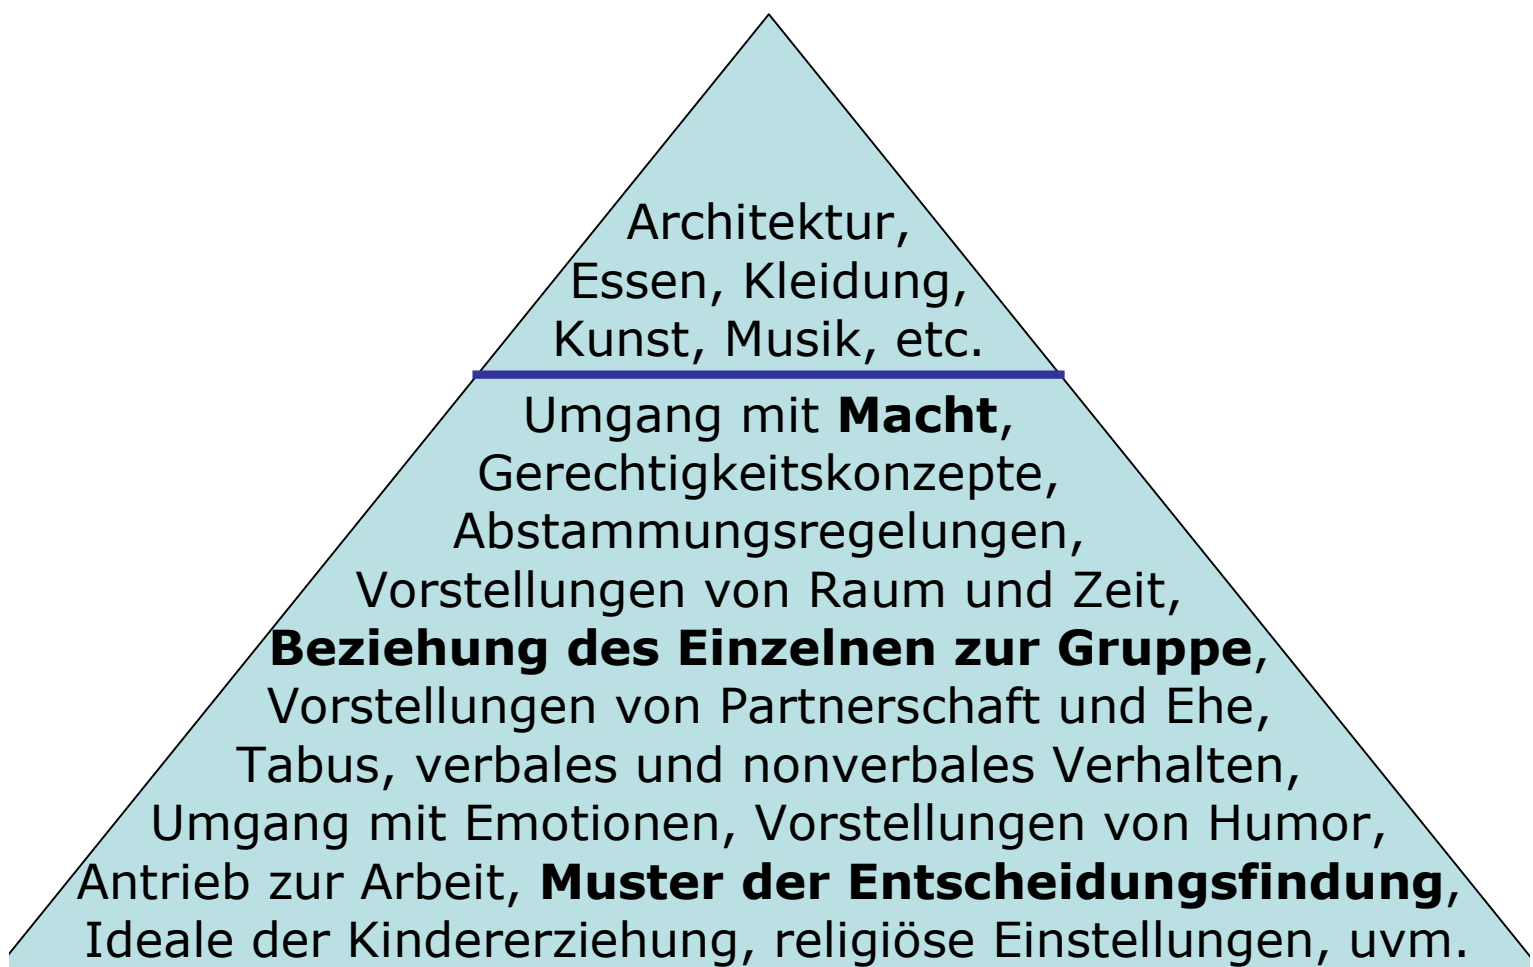 Architektur,
Essen, Kleidung,
Kunst, Musik, etc.
Umgang mit Macht,
Gerechtigkeitskonzepte,
Abstammungsregelungen,
Vorstellungen von Raum und Zeit,
Beziehung des Einzelnen zur Gruppe,
Vorstellungen von Partnerschaft und Ehe,
Tabus, verbales und nonverbales Verhalten,
Umgang mit Emotionen, Vorstellungen von Humor,
Antrieb zur Arbeit, Muster der Entscheidungsfindung,
Ideale der Kindererziehung, religiöse Einstellungen, uvm.